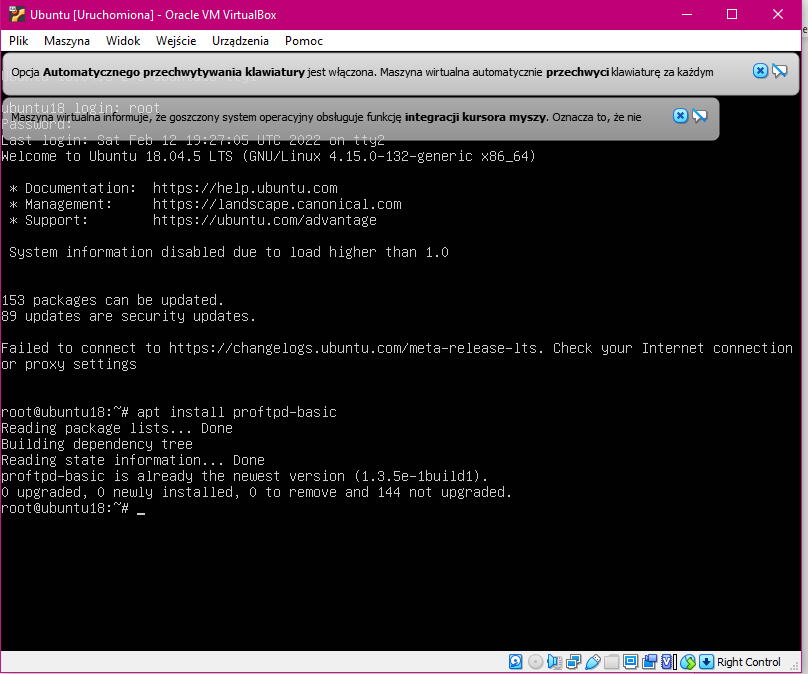 Ubuntu [Uruchomiona] - Oracle VM VirtualBox
Plik Maszyna Widok Wejście Urządzenia Pomoc
Opcja Automatycznego przechwytywania klawiatury jest włączona. Maszyna wirtualna automatycznie przechwyci klawiaturę za każdym
ubuntu18 login: root
Maszyna wirtualna informuje, że goszczony system operacyjny obsługuje funkcję integracji kursora myszy. Oznacza to, że nie
Password:
Last login: Sat Feb 12 19:27:05 UTC 2022 on tty2
Welcome to Ubuntu 18.04.5 LTS (GNU/Linux 4.15.0-132-generic x86_64)
* Documentation: https://help.ubuntu.com
* Management: https://landscape.canonical.com
* Support: https://ubuntu.com/advantage
System information disabled due to load higher than 1.0
153 packages can be updated.
89 updates are security updates.
Failed to connect to https://changelogs.ubuntu.com/meta-release-lts. Check your Internet connection
or proxy settings
root@ubuntu18:~# apt install proftpd-basic
Reading package lists... Done
Building dependency tree
Reading state information... Done
proftpd-basic is already the newest version (1.3.5e-1build1).
0 upgraded, 0 newly installed, 0 to remove and 144 not upgraded.
root@ubuntu18:~# _
Right Control